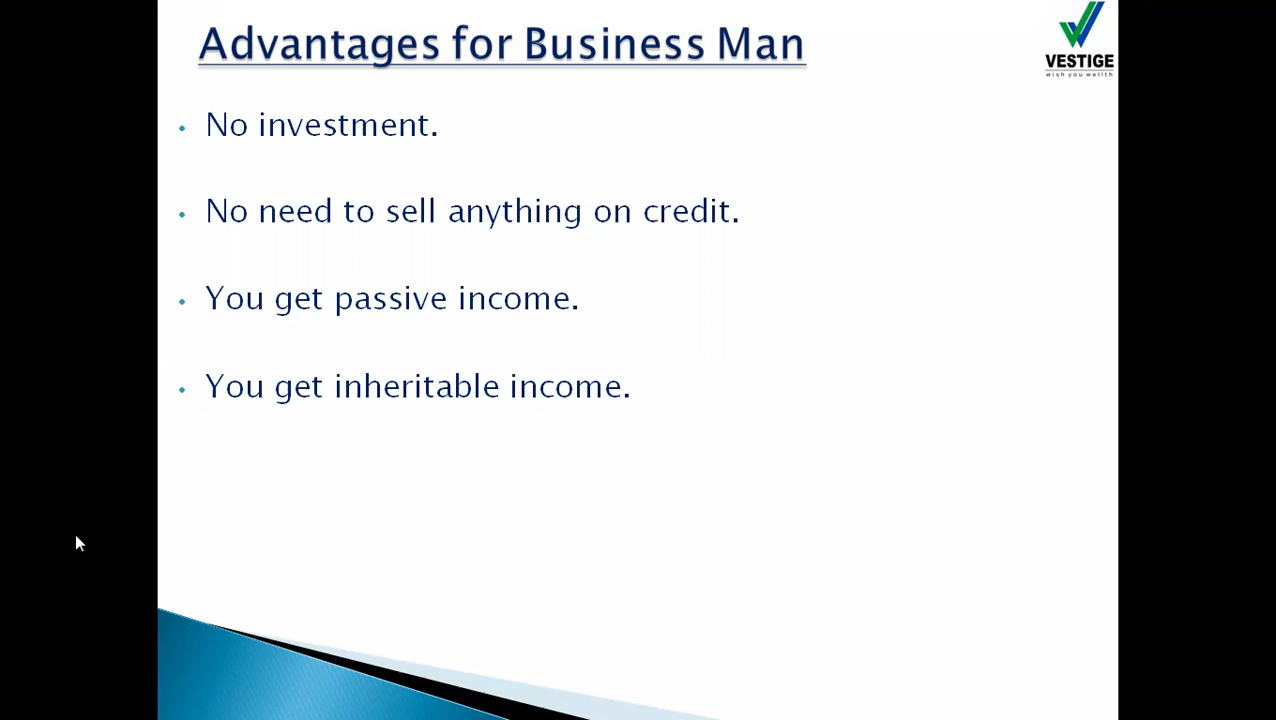 Advantages for Business Man
VESTIGE
wish you wellth
• No investment.
• No need to sell anything on credit.
• You get passive income.
• You get inheritable income.